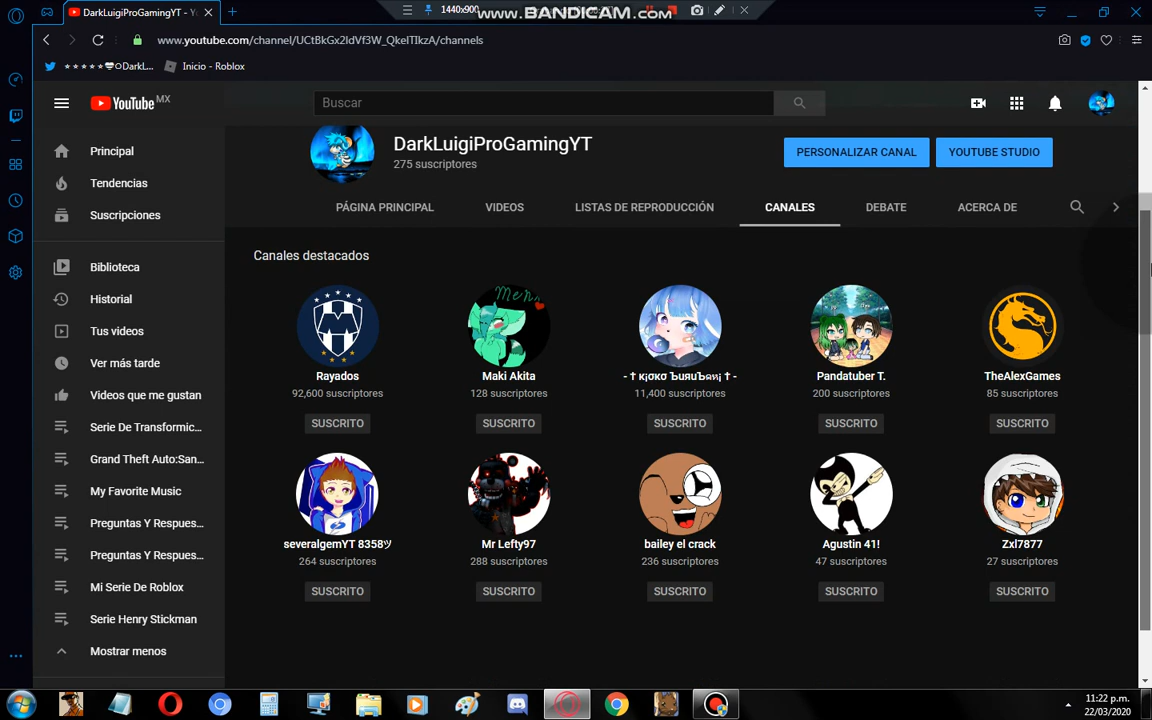 DarkLuigiProGamingYT - Y
1440x900
www.BANDICAM.com
www.youtube.com/channel/UCtBkGx2ldVf3W_QkeITIkzA/channels
Inicio - Roblox
YouTube MX
Buscar
DarkLuigiProGamingYT
275 suscriptores
PERSONALIZAR CANAL
YOUTUBE STUDIO
PÁGINA PRINCIPAL
VIDEOS
LISTAS DE REPRODUCCIÓN
CANALES
DEBATE
ACERCA DE
Principal
Tendencias
Suscripciones
Biblioteca
Historial
Tus videos
Ver más tarde
Videos que me gustan
Serie De Transformic...
Grand Theft Auto:San...
My Favorite Music
Preguntas Y Respues...
Preguntas Y Respues...
Mi Serie De Roblox
Serie Henry Stickman
Mostrar menos
Canales destacados
Rayados
92,600 suscriptores
SUSCRITO
Maki Akita
128 suscriptores
SUSCRITO
11,400 suscriptores
SUSCRITO
Pandatuber T.
200 suscriptores
SUSCRITO
TheAlexGames
85 suscriptores
SUSCRITO
severalgemYT 8358ツ
264 suscriptores
SUSCRITO
Mr Lefty97
288 suscriptores
SUSCRITO
bailey el crack
236 suscriptores
SUSCRITO
Agustin 41!
47 suscriptores
SUSCRITO
Zxl7877
27 suscriptores
SUSCRITO
11:22 p.m.
22/03/2020